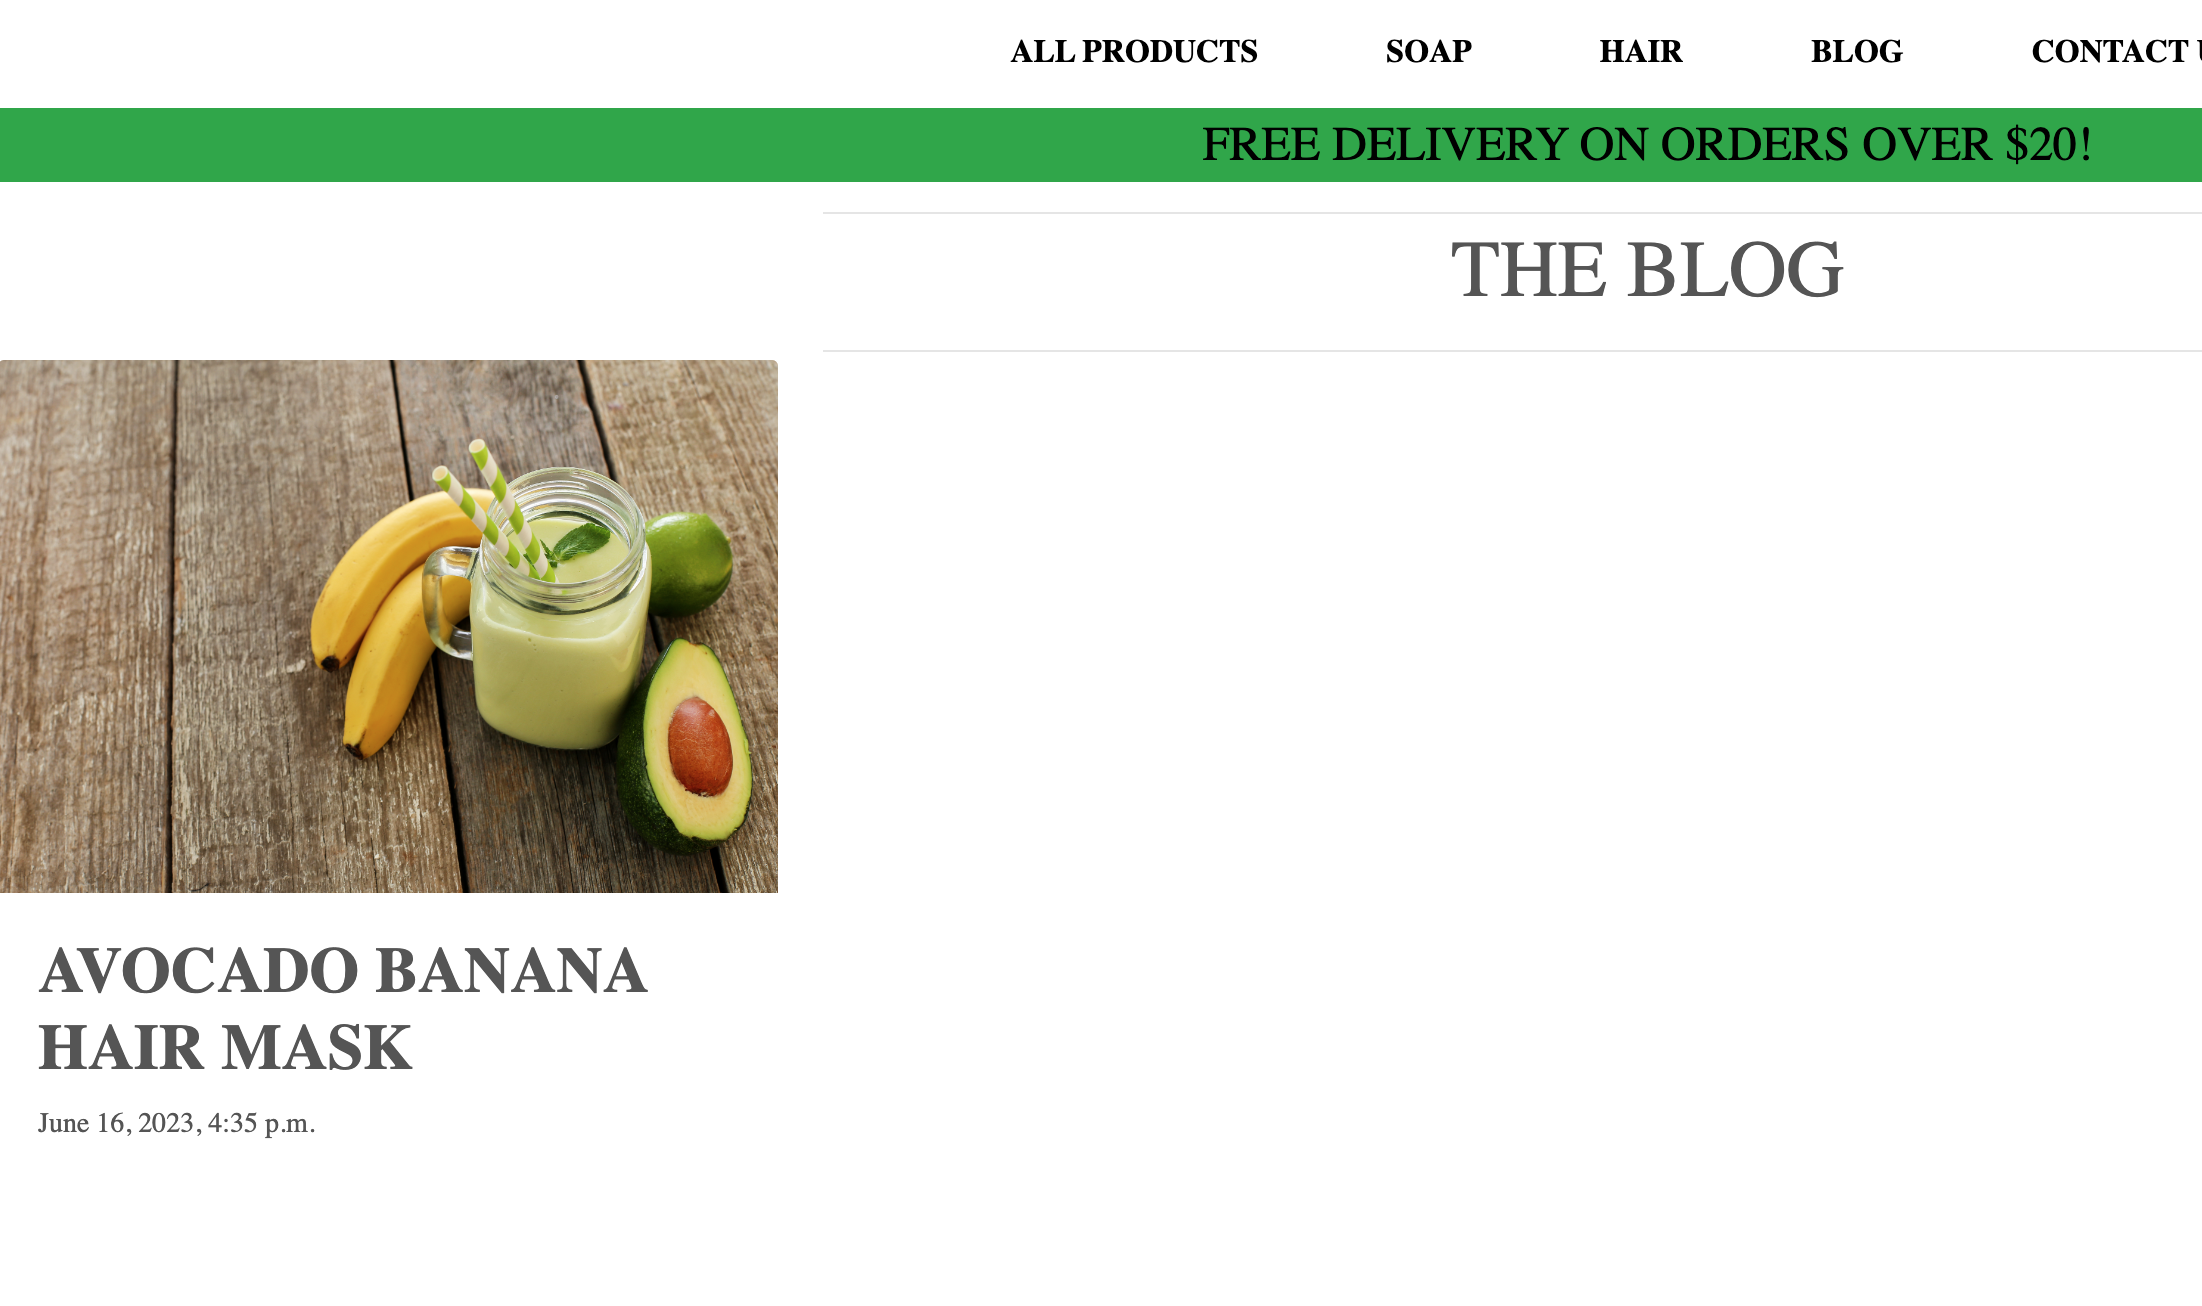 ALL PRODUCTS SOAP HAIR BLOG CONTACT
FREE DELIVERY ON ORDERS OVER $20!
THE BLOG
AVOCADO BANANA
HAIR MASK
June 16, 2023, 4:35 p.m.